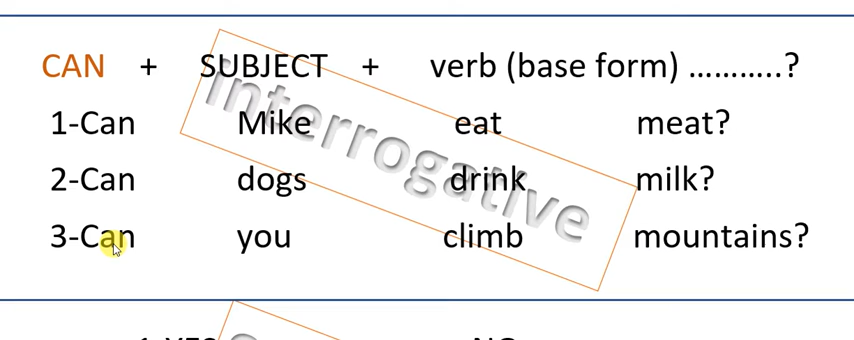 CAN + SUBJECT + verb (base form) ………..?
1-Can Mike eat meat?
2-Can dogs drink milk?
3-Can you climb mountains?
interrogative